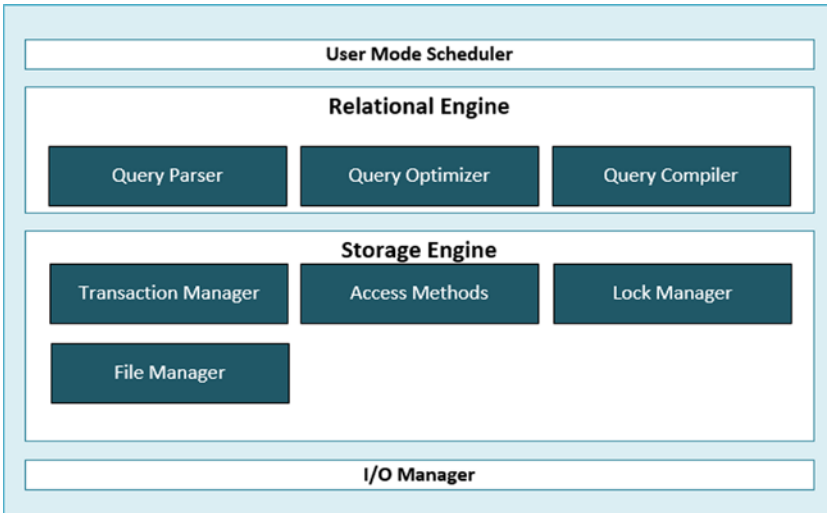 User Mode Scheduler
Relational Engine
Query Parser
Query Optimizer
Query Compiler
Storage Engine
Transaction Manager
Access Methods
Lock Manager
File Manager
I/O Manager